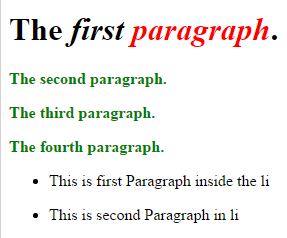 The first paragraph.
The second paragraph.
The third paragraph.
The fourth paragraph.
• This is first Paragraph inside the li
• This is second Paragraph in li